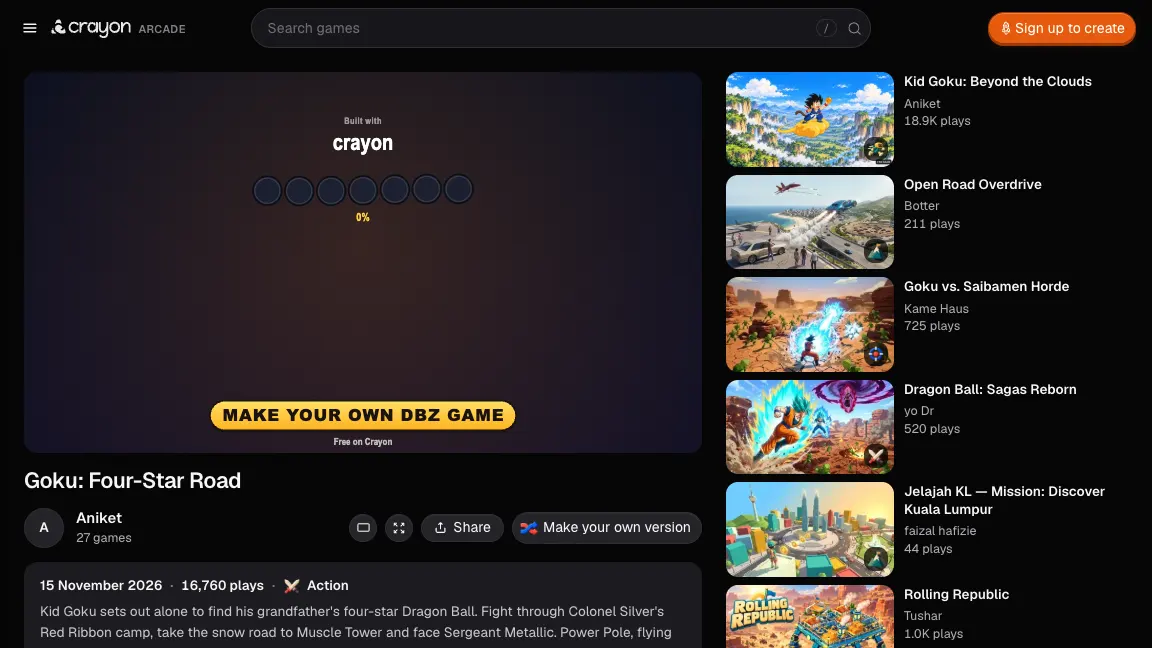 crayon ARCADE
Search games
/
Sign up to create
Built with
crayon
0%
MAKE YOUR OWN DBZ GAME
Free on Crayon
Goku: Four-Star Road
A
Aniket
27 games
Share
Make your own version
15 November 2026 · 16,760 plays · Action
Kid Goku sets out alone to find his grandfather's four-star Dragon Ball. Fight through Colonel Silver's
Red Ribbon camp, take the snow road to Muscle Tower and face Sergeant Metallic. Power Pole, flying
Kid Goku: Beyond the Clouds
Aniket
18.9K plays
Open Road Overdrive
Botter
211 plays
Goku vs. Saibamen Horde
Kame Haus
725 plays
Dragon Ball: Sagas Reborn
yo Dr
520 plays
Jelajah KL — Mission: Discover
Kuala Lumpur
faizal hafizie
44 plays
ROLLING
REPUBLIC
Rolling Republic
Tushar
1.0K plays